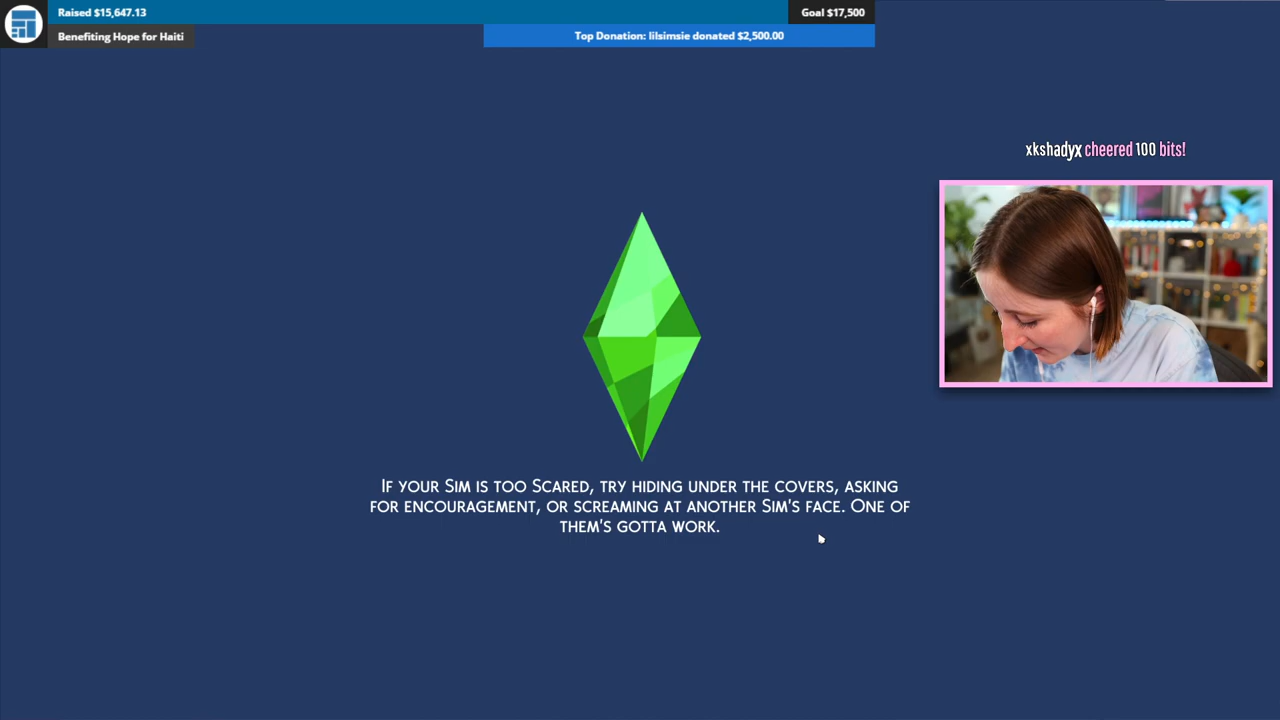 Raised $15,647.13
Goal $17,500
Benefiting Hope for Haiti
Top Donation: lilsimsie donated $2,500.00
xkshadyx cheered 100 bits!
If your Sim is too Scared, try hiding under the covers, asking
for encouragement, or screaming at another Sim's face. One of
them's gotta work.